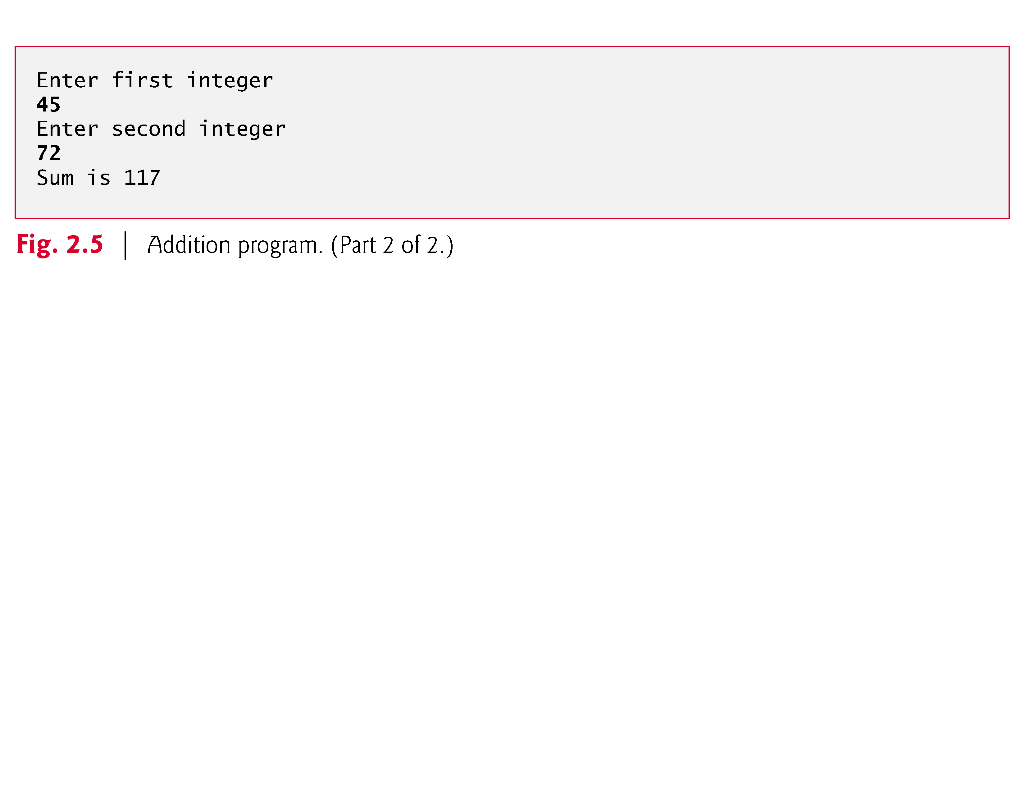 Enter first integer
45
Enter second integer
72
Sum is 117
Fig. 2.5 | Addition program. (Part 2 of 2.)